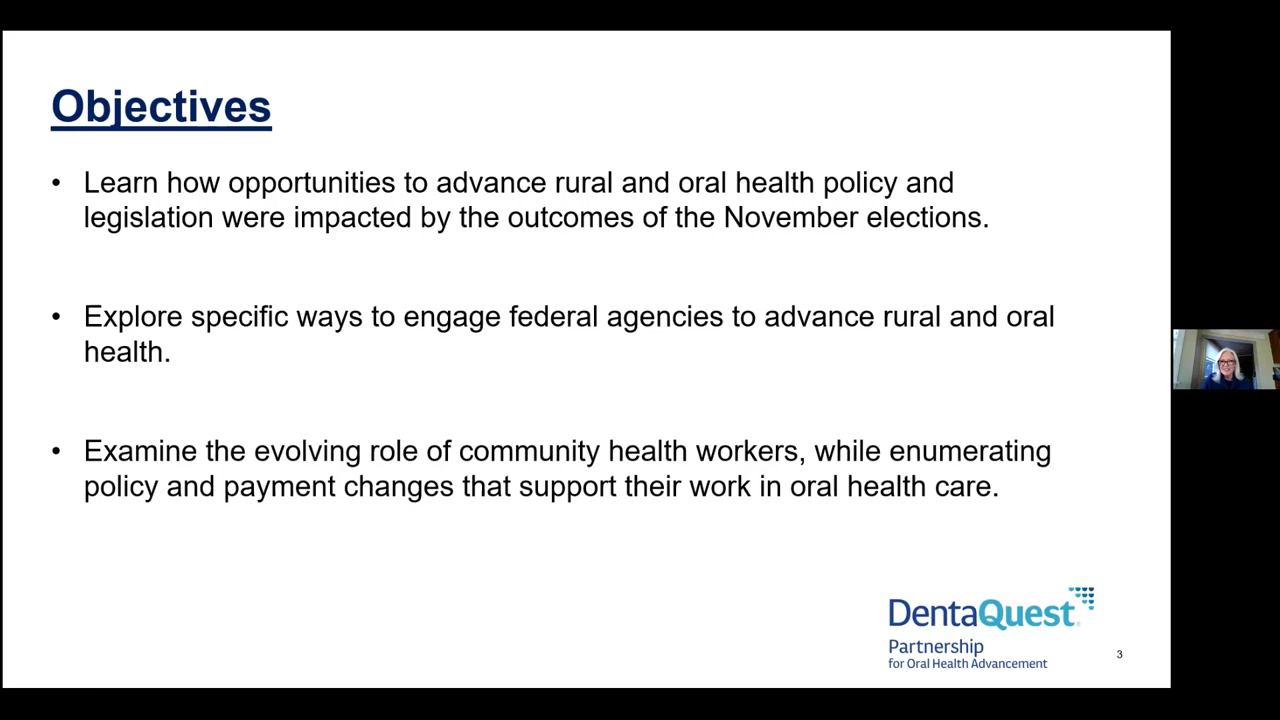 Objectives
• Learn how opportunities to advance rural and oral health policy and
legislation were impacted by the outcomes of the November elections.
• Explore specific ways to engage federal agencies to advance rural and oral
health.
• Examine the evolving role of community health workers, while enumerating
policy and payment changes that support their work in oral health care.
DentaQuest
Partnership
for Oral Health Advancement
3